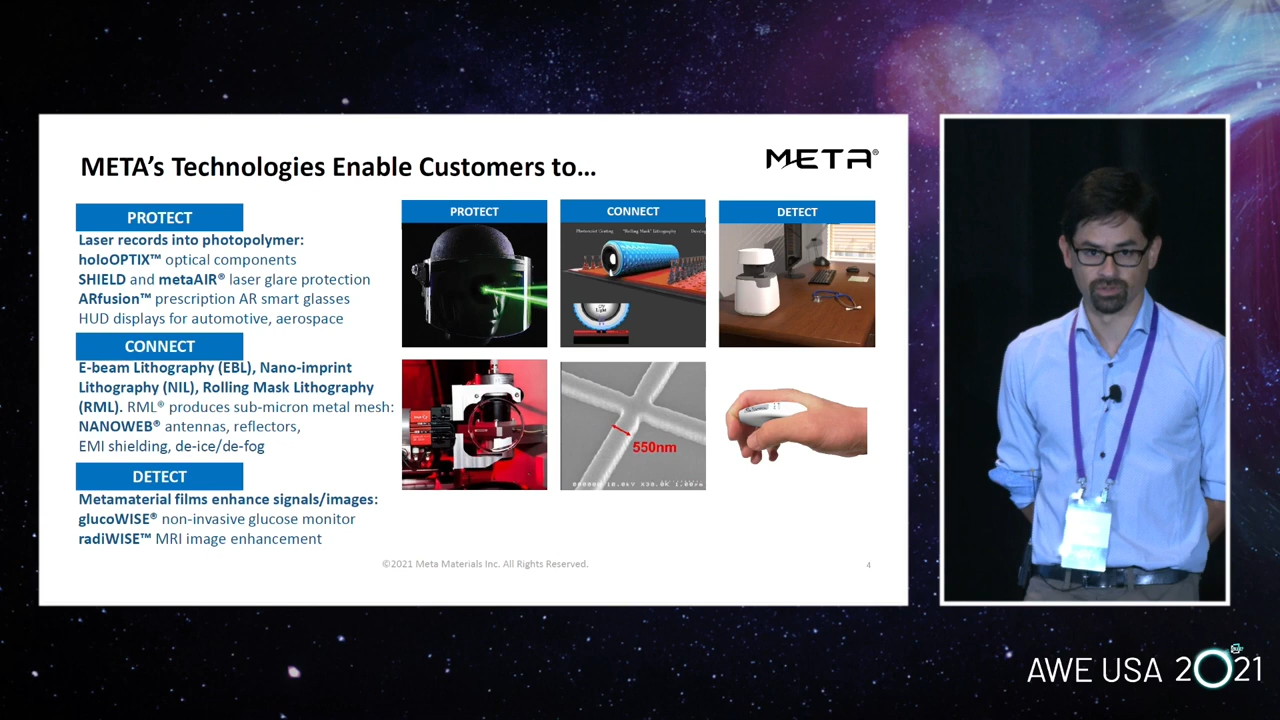 META's Technologies Enable Customers to...
META®
PROTECT
Laser records into photopolymer:
holoOPTIX™ optical components
SHIELD and metaAIR® laser glare protection
ARfusion™ prescription AR smart glasses
HUD displays for automotive, aerospace
CONNECT
E-beam Lithography (EBL), Nano-imprint
Lithography (NIL), Rolling Mask Lithography
(RML). RML® produces sub-micron metal mesh:
NANOWEB® antennas, reflectors,
EMI shielding, de-ice/de-fog
DETECT
Metamaterial films enhance signals/images:
glucoWISE® non-invasive glucose monitor
radiWISE™ MRI image enhancement
PROTECT
CONNECT
DETECT
"Rolling Mask" Lithography
Light
550nm
©2021 Meta Materials Inc. All Rights Reserved.
4
AWE USA 2021